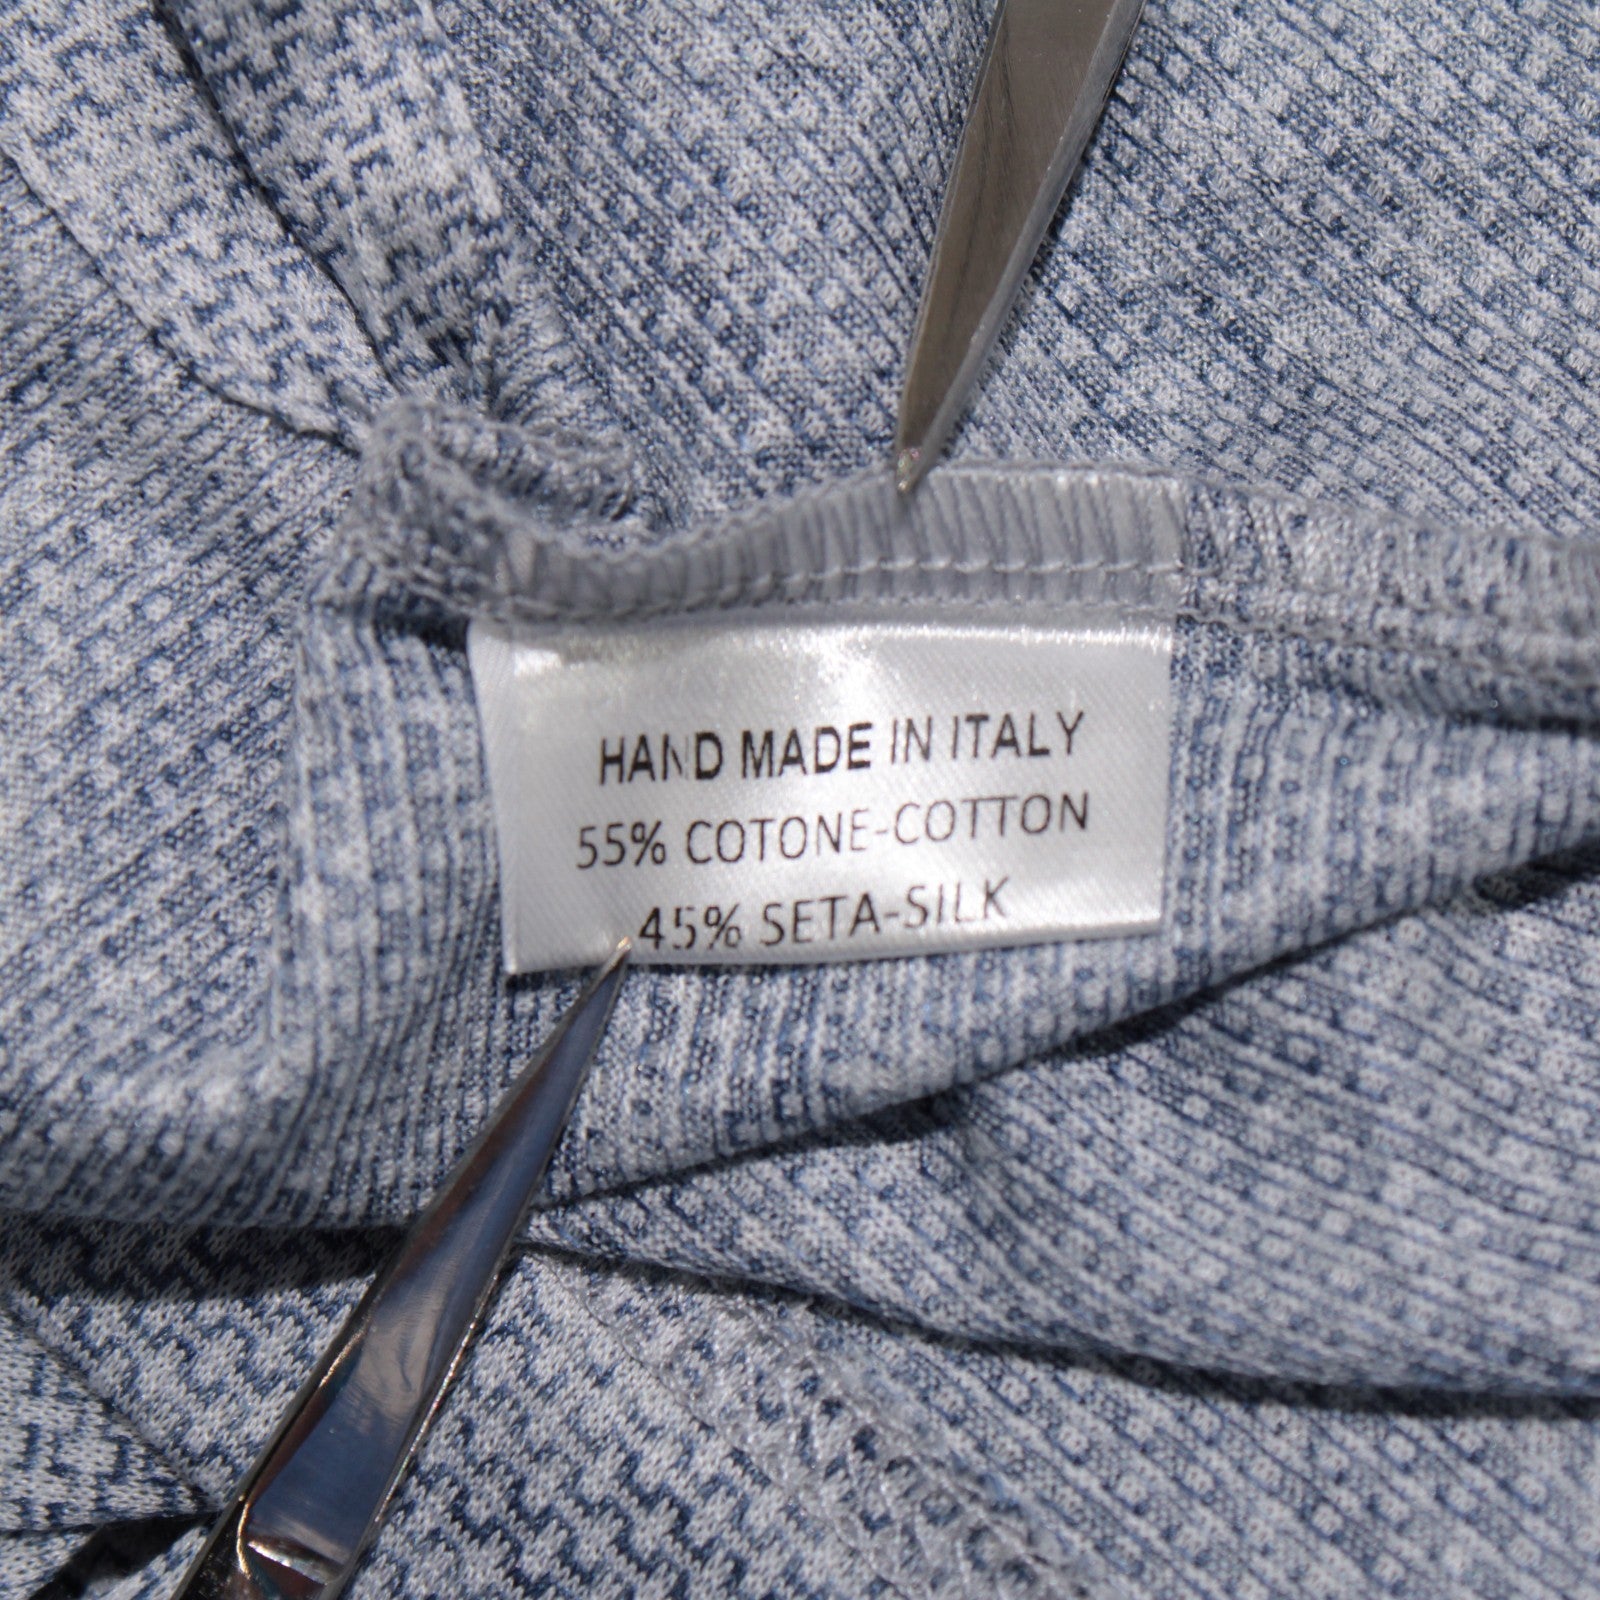 HAND MADE IN ITALY
55% COTONE-COTTON
45% SETA-SILK